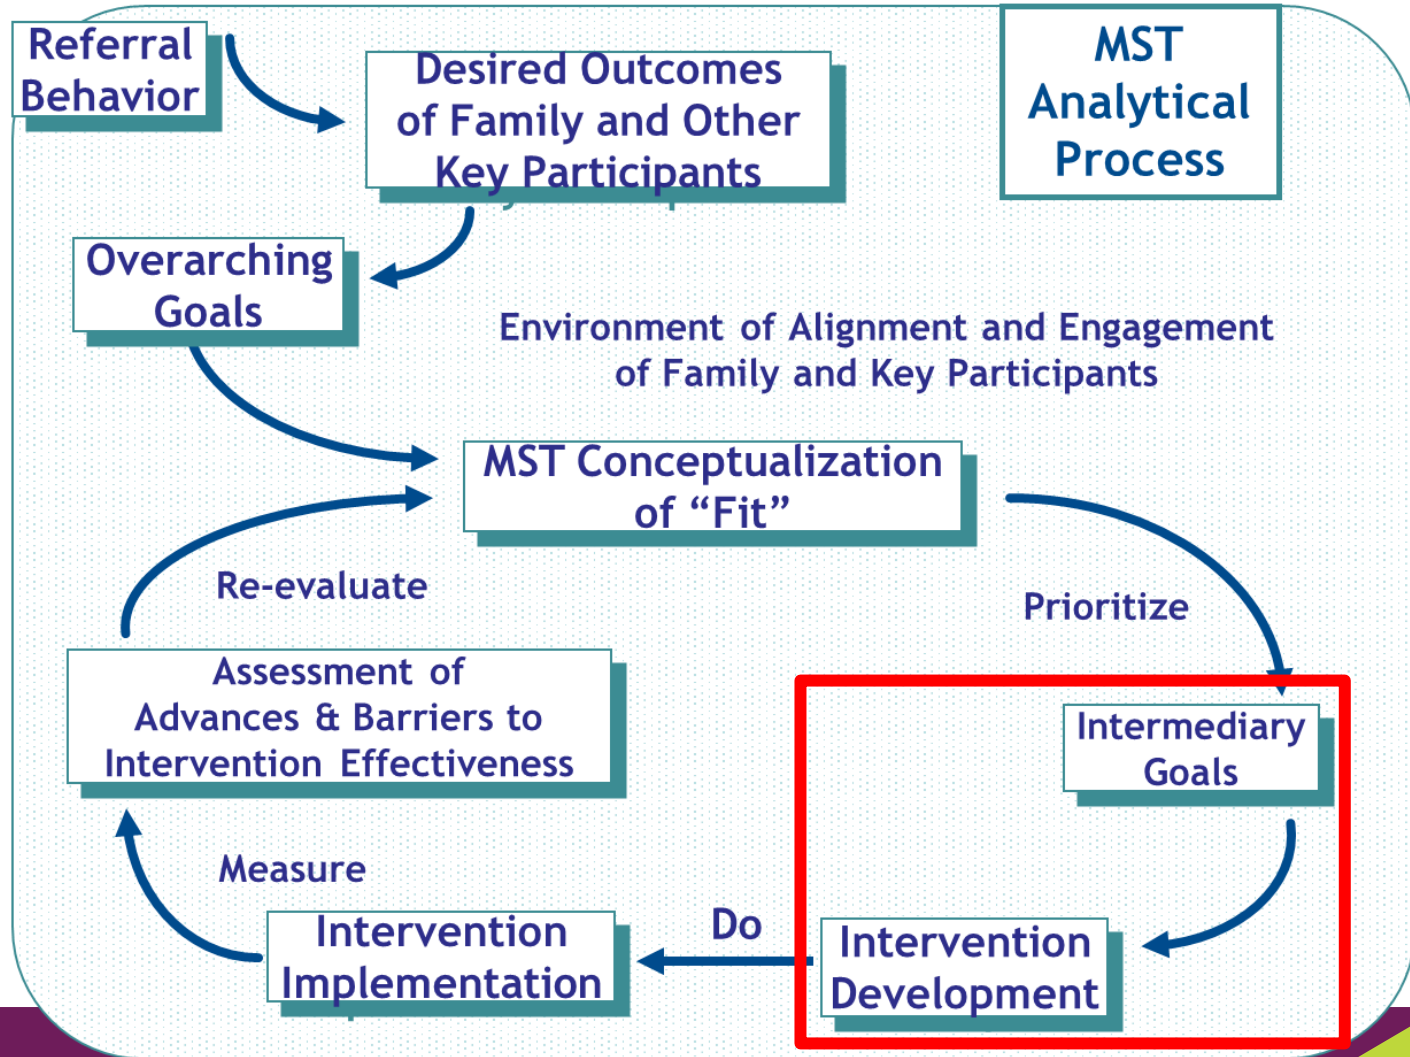 Referral
Behavior
Desired Outcomes
of Family and Other
Key Participants
MST
Analytical
Process
Overarching
Goals
Environment of Alignment and Engagement
of Family and Key Participants
MST Conceptualization
of “Fit”
Re-evaluate
Prioritize
Assessment of
Advances & Barriers to
Intervention Effectiveness
Intermediary
Goals
Measure
Do
Intervention
Implementation
Intervention
Development